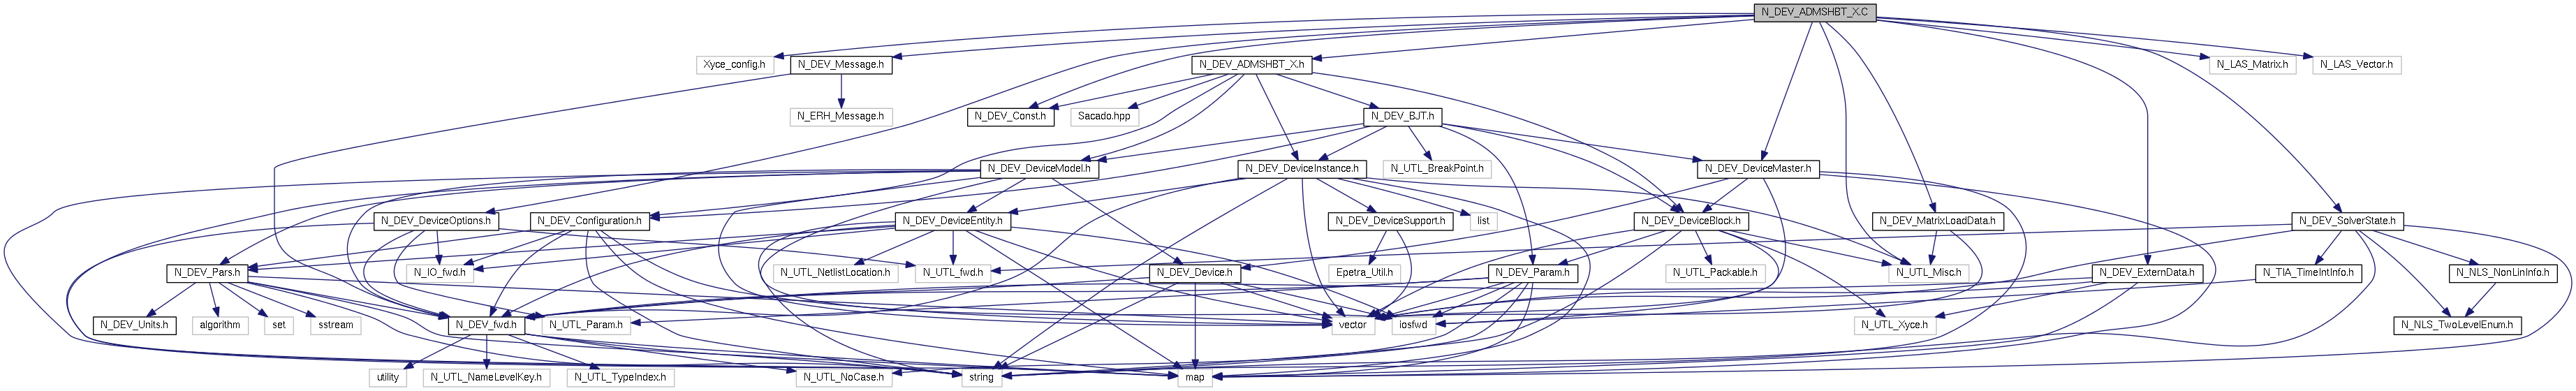 N_DEV_ADMSHBT_X.C
Xyce_config.h
N_DEV_Message.h
N_DEV_ADMSHBT_X.h
N_LAS_Matrix.h
N_LAS_Vector.h
N_ERH_Message.h
N_DEV_Const.h
Sacado.hpp
N_DEV_BJT.h
N_DEV_DeviceModel.h
N_DEV_DeviceInstance.h
N_UTL_BreakPoint.h
N_DEV_DeviceMaster.h
N_DEV_DeviceOptions.h
N_DEV_Configuration.h
N_DEV_DeviceEntity.h
N_DEV_DeviceSupport.h
list
N_DEV_DeviceBlock.h
N_DEV_MatrixLoadData.h
N_DEV_SolverState.h
N_DEV_Pars.h
N_IO_fwd.h
N_UTL_NetlistLocation.h
N_UTL_fwd.h
N_DEV_Device.h
Epetra_Util.h
N_DEV_Param.h
N_UTL_Packable.h
N_UTL_Misc.h
N_DEV_ExternData.h
N_TIA_TimeIntInfo.h
N_NLS_NonLinInfo.h
N_DEV_Units.h
algorithm
set
sstream
N_DEV_fwd.h
N_UTL_Param.h
vector
iosfwd
N_UTL_Xyce.h
N_NLS_TwoLevelEnum.h
utility
N_UTL_NameLevelKey.h
N_UTL_TypeIndex.h
N_UTL_NoCase.h
string
map